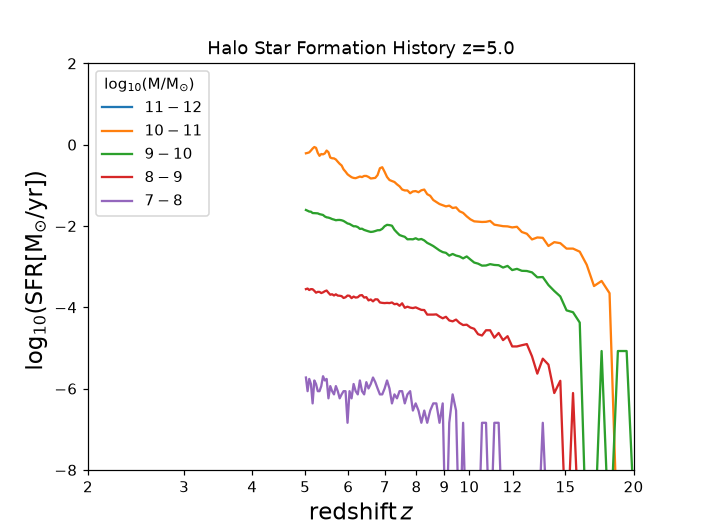 Halo Star Formation History z=5.0
log₁₀(M/M⊙)
11 − 12
10 − 11
9 − 10
8 − 9
7 − 8
log₁₀(SFR[M⊙/yr])
2
0
−2
−4
−6
−8
2 3 4 5 6 7 8 9 10 12 15 20
redshift z